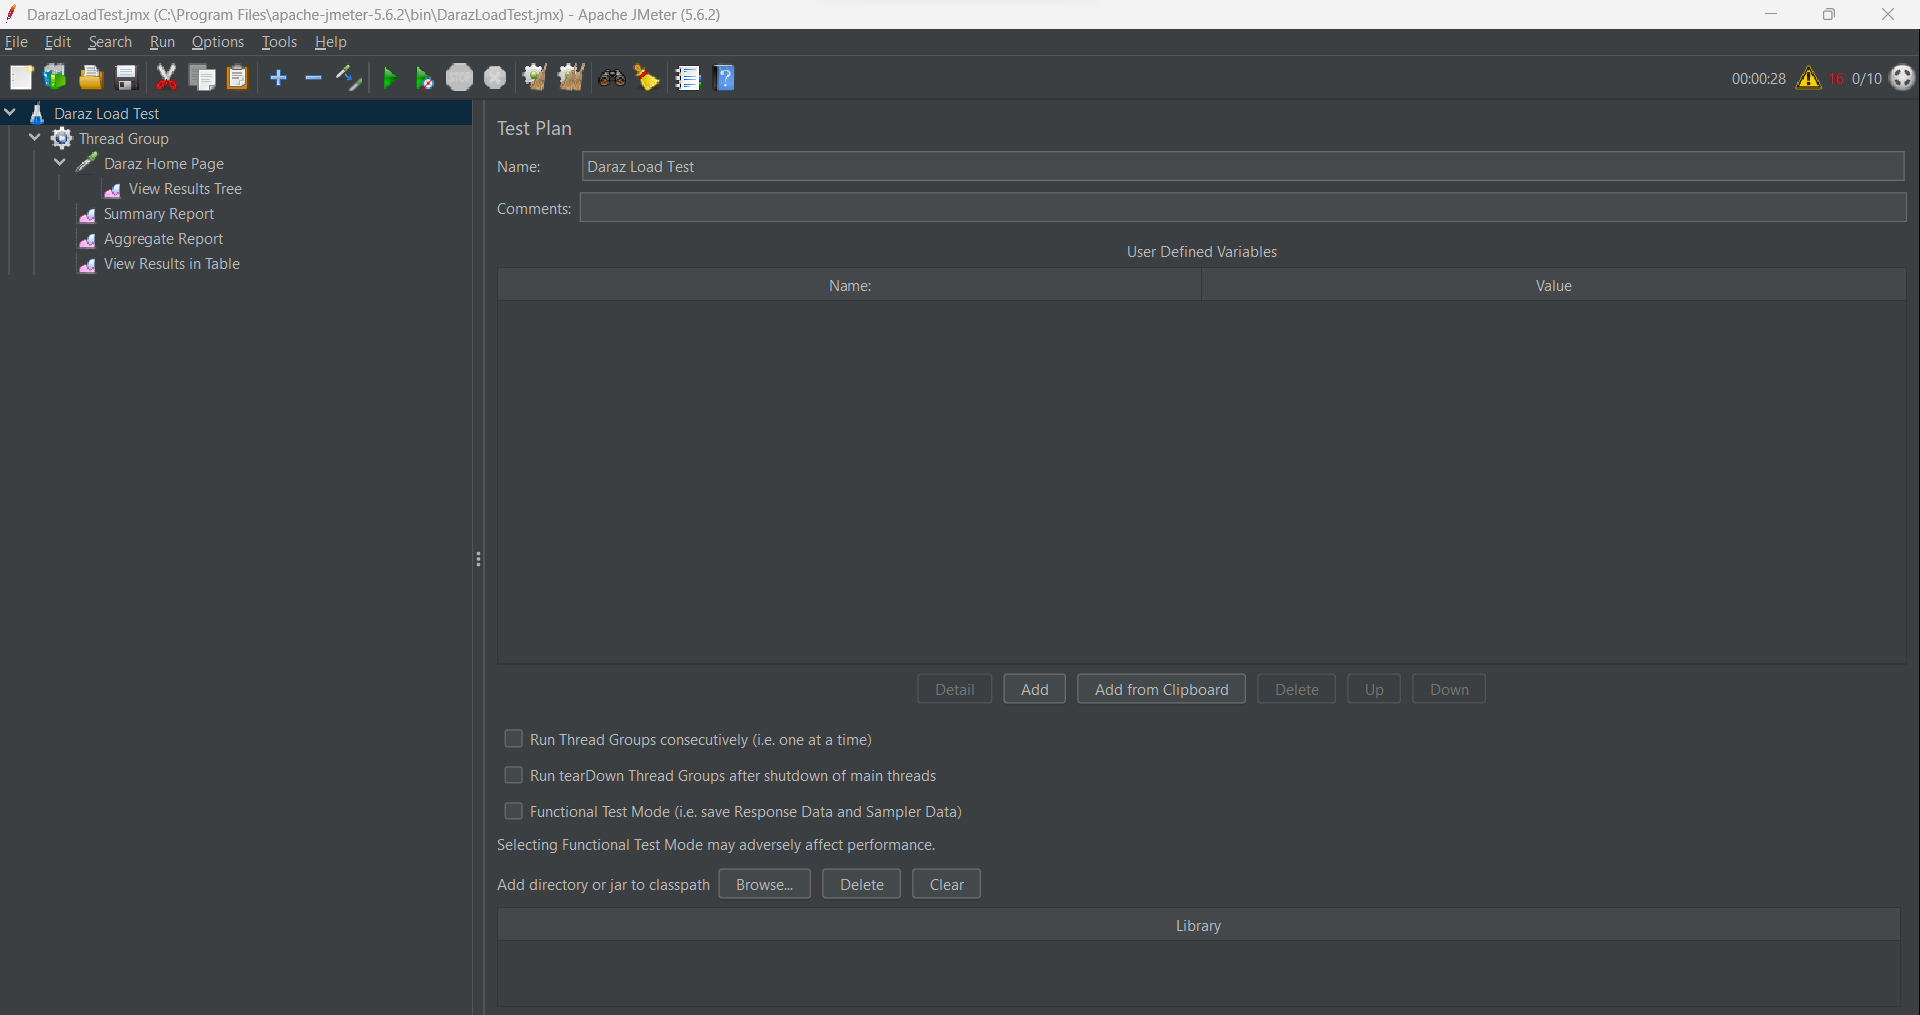 DarazLoadTest.jmx (C:\Program Files\apache-jmeter-5.6.2\bin\DarazLoadTest.jmx) - Apache JMeter (5.6.2)
File Edit Search Run Options Tools Help
STOP 00:00:28 16 0/10
Daraz Load Test
Thread Group
Daraz Home Page
View Results Tree
Summary Report
Aggregate Report
View Results in Table
Test Plan
Name: Daraz Load Test
Comments:
User Defined Variables
Name: Value
Detail Add Add from Clipboard Delete Up Down
Run Thread Groups consecutively (i.e. one at a time)
Run tearDown Thread Groups after shutdown of main threads
Functional Test Mode (i.e. save Response Data and Sampler Data)
Selecting Functional Test Mode may adversely affect performance.
Add directory or jar to classpath Browse... Delete Clear
Library